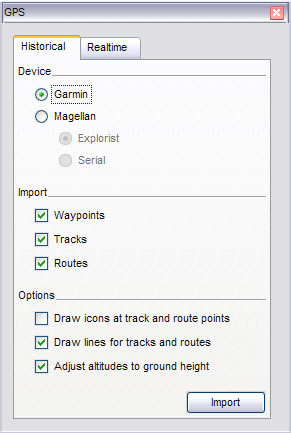 GPS
Historical
Realtime
Device
Garmin
Magellan
Explorist
Serial
Import
Waypoints
Tracks
Routes
Options
Draw icons at track and route points
Draw lines for tracks and routes
Adjust altitudes to ground height
Import